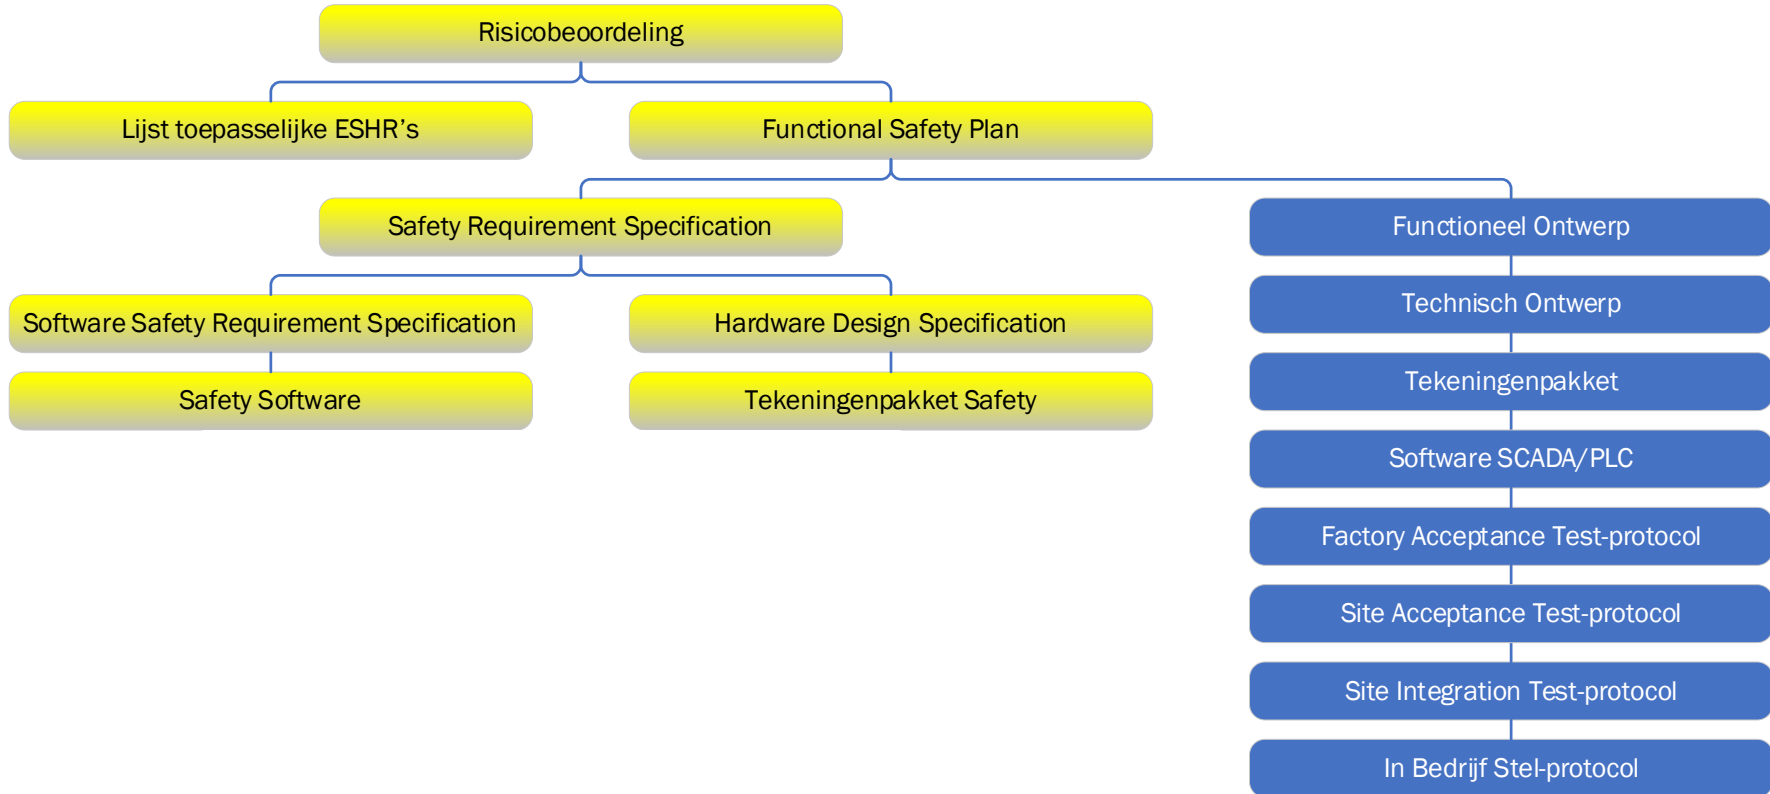 Risicobeoordeling
Lijst toepasselijke ESHR’s
Functional Safety Plan
Safety Requirement Specification
Functioneel Ontwerp
Software Safety Requirement Specification
Hardware Design Specification
Technisch Ontwerp
Safety Software
Tekeningenpakket Safety
Tekeningenpakket
Software SCADA/PLC
Factory Acceptance Test-protocol
Site Acceptance Test-protocol
Site Integration Test-protocol
In Bedrijf Stel-protocol